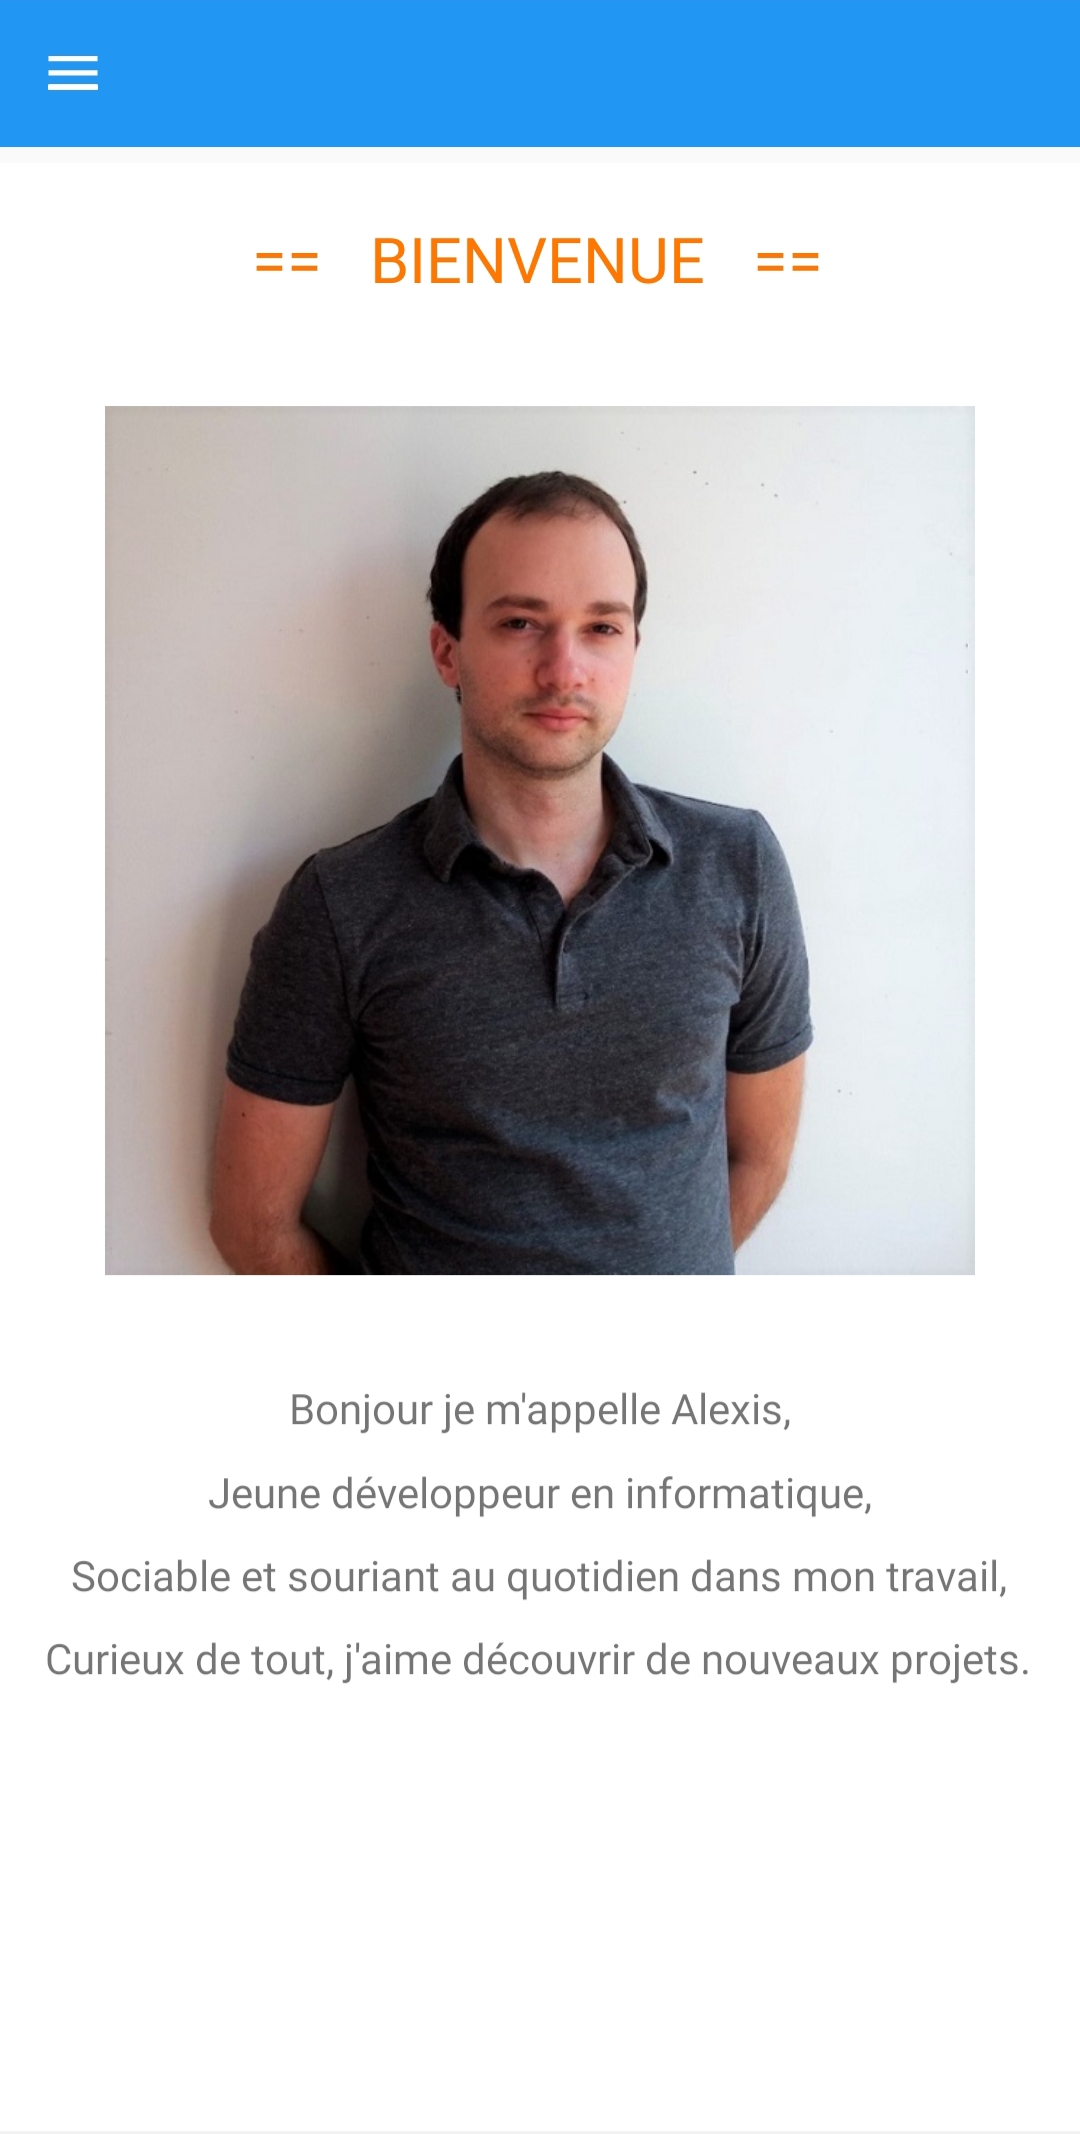 == BIENVENUE ==
Bonjour je m'appelle Alexis,
Jeune développeur en informatique,
Sociable et souriant au quotidien dans mon travail,
Curieux de tout, j'aime découvrir de nouveaux projets.